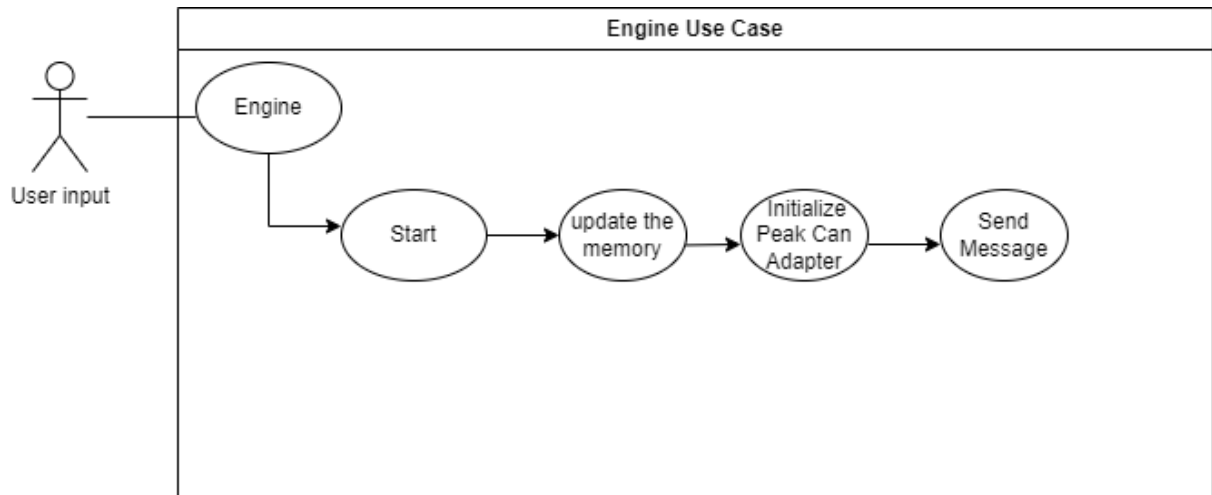 Engine Use Case
Engine
User input
Start
update the
memory
Initialize
Peak Can
Adapter
Send
Message